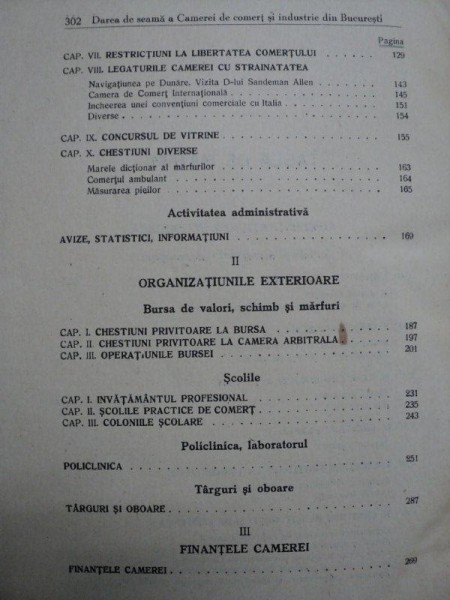 302 Darea de seamă a Camerei de comerț și industrie din București
Pagina
CAP. VII. RESTRICȚIUNI LA LIBERTATEA COMERȚULUI . . . . . 129
CAP. VIII. LEGATURILE CAMEREI CU STRAINATATEA
Navigațiunea pe Dunăre. Vizita D-lui Sandeman Allen . . . . . 143
Camera de Comerț Internațională . . . . . 145
Incheerea unei convențiuni comerciale cu Italia . . . . . 151
Diverse . . . . . 154
CAP. IX. CONCURSUL DE VITRINE . . . . . 155
CAP. X. CHESTIUNI DIVERSE
Marele dicționar al mărfurilor . . . . . 163
Comerțul ambulant . . . . . 164
Măsurarea pieilor . . . . . 165
Activitatea administrativă
AVIZE, STATISTICI, INFORMAȚIUNI . . . . . 169
II
ORGANIZAȚIUNILE EXTERIOARE
Bursa de valori, schimb și mărfuri
CAP. I. CHESTIUNI PRIVITOARE LA BURSA . . . . . 187
CAP. II. CHESTIUNI PRIVITOARE LA CAMERA ARBITRALA . . . 197
CAP. III. OPERAȚIUNILE BURSEI . . . . . 201
Școlile
CAP. I. INVĂȚĂMÂNTUL PROFESIONAL . . . . . 231
CAP. II. ȘCOLILE PRACTICE DE COMERȚ . . . . . 235
CAP. III. COLONIILE ȘCOLARE . . . . . 243
Policlinica, laboratorul
POLICLINICA . . . . . 251
Târguri și oboare
TÂRGURI ȘI OBOARE . . . . . 287
III
FINANȚELE CAMEREI
FINANȚELE CAMEREI . . . . . 269